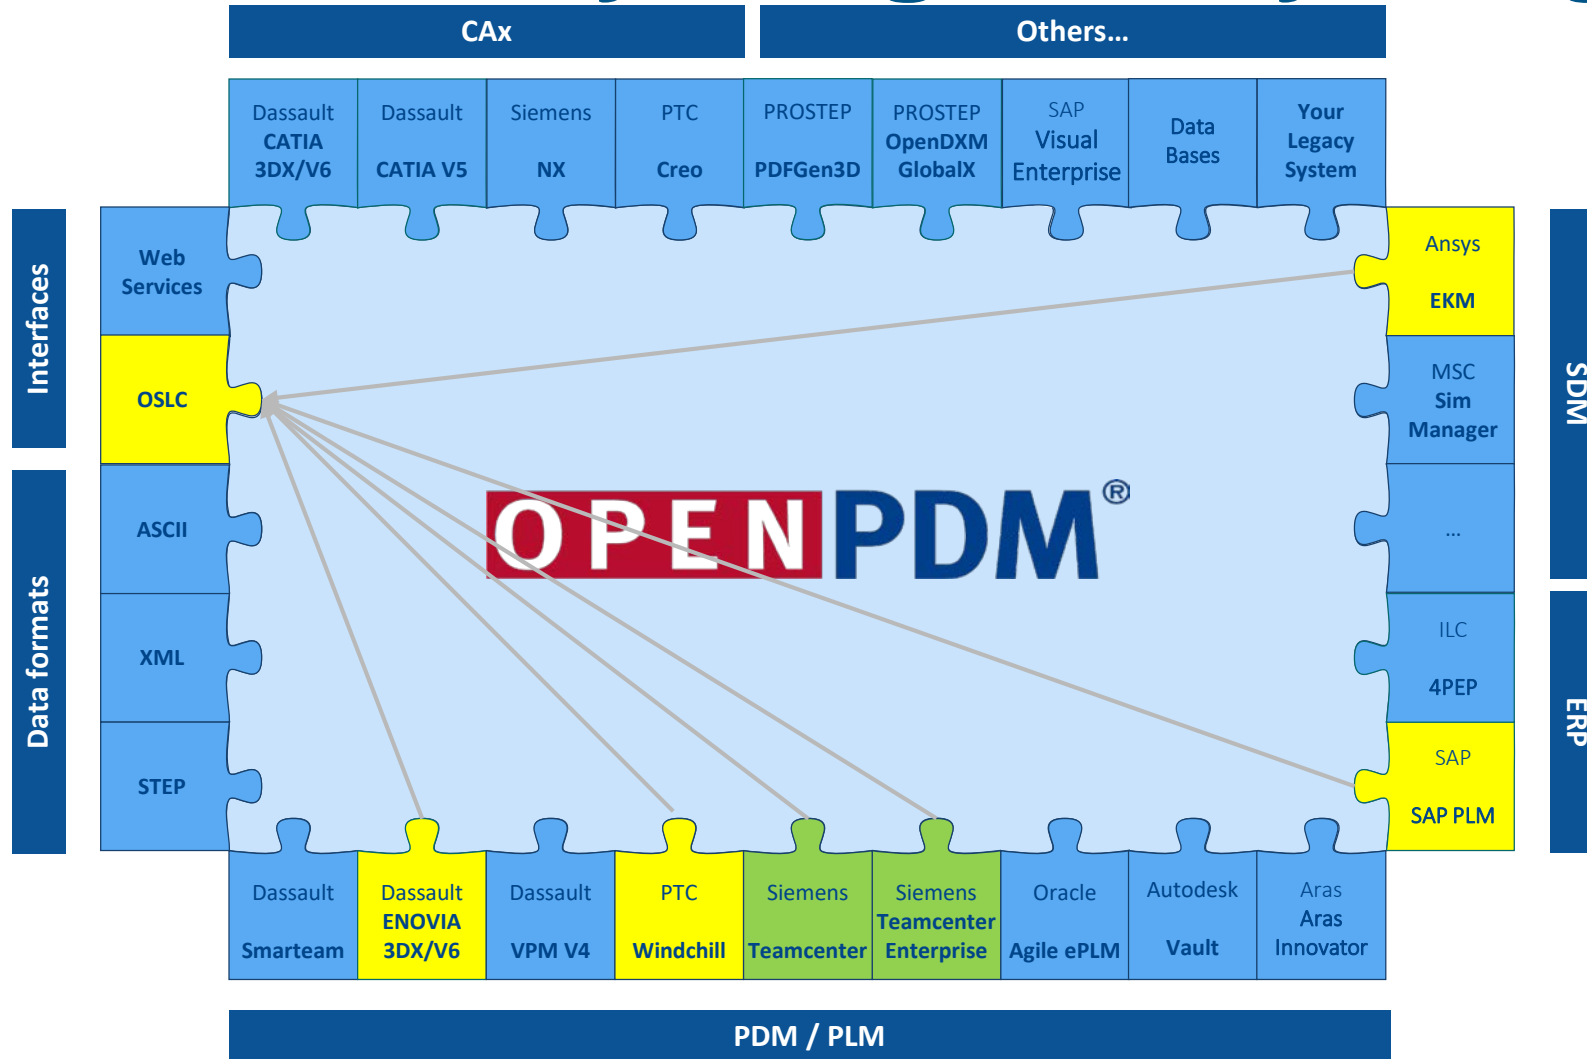 CAx
Others...
Dassault
CATIA
3DX/V6
Dassault
CATIA V5
Siemens
NX
PTC
Creo
PROSTEP
PDFGen3D
PROSTEP
OpenDXM
GlobalX
SAP
Visual
Enterprise
Data
Bases
Your
Legacy
System
Interfaces
Data formats
Web
Services
OSLC
ASCII
XML
STEP
OPENPDM®
Ansys
EKM
MSC
Sim
Manager
...
ILC
4PEP
SAP
SAP PLM
SDM
ERP
Dassault
Smarteam
Dassault
ENOVIA
3DX/V6
Dassault
VPM V4
PTC
Windchill
Siemens
Teamcenter
Siemens
Teamcenter
Enterprise
Oracle
Agile ePLM
Autodesk
Vault
Aras
Aras
Innovator
PDM / PLM